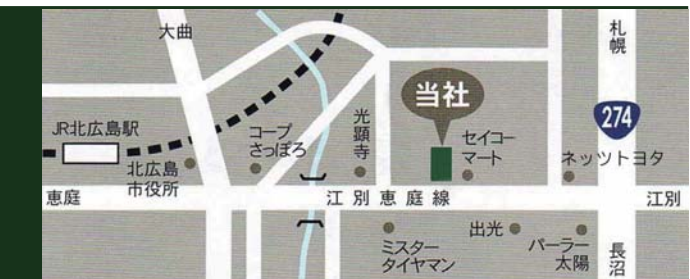 大曲
札幌
274
当社
JR北広島駅
北広島
市役所
コープ
さっぽろ
光顕寺
セイコー
マート
ネッツトヨタ
恵庭
江別恵庭線
江別
ミスター
タイヤマン
出光
パーラー
太陽
長沼